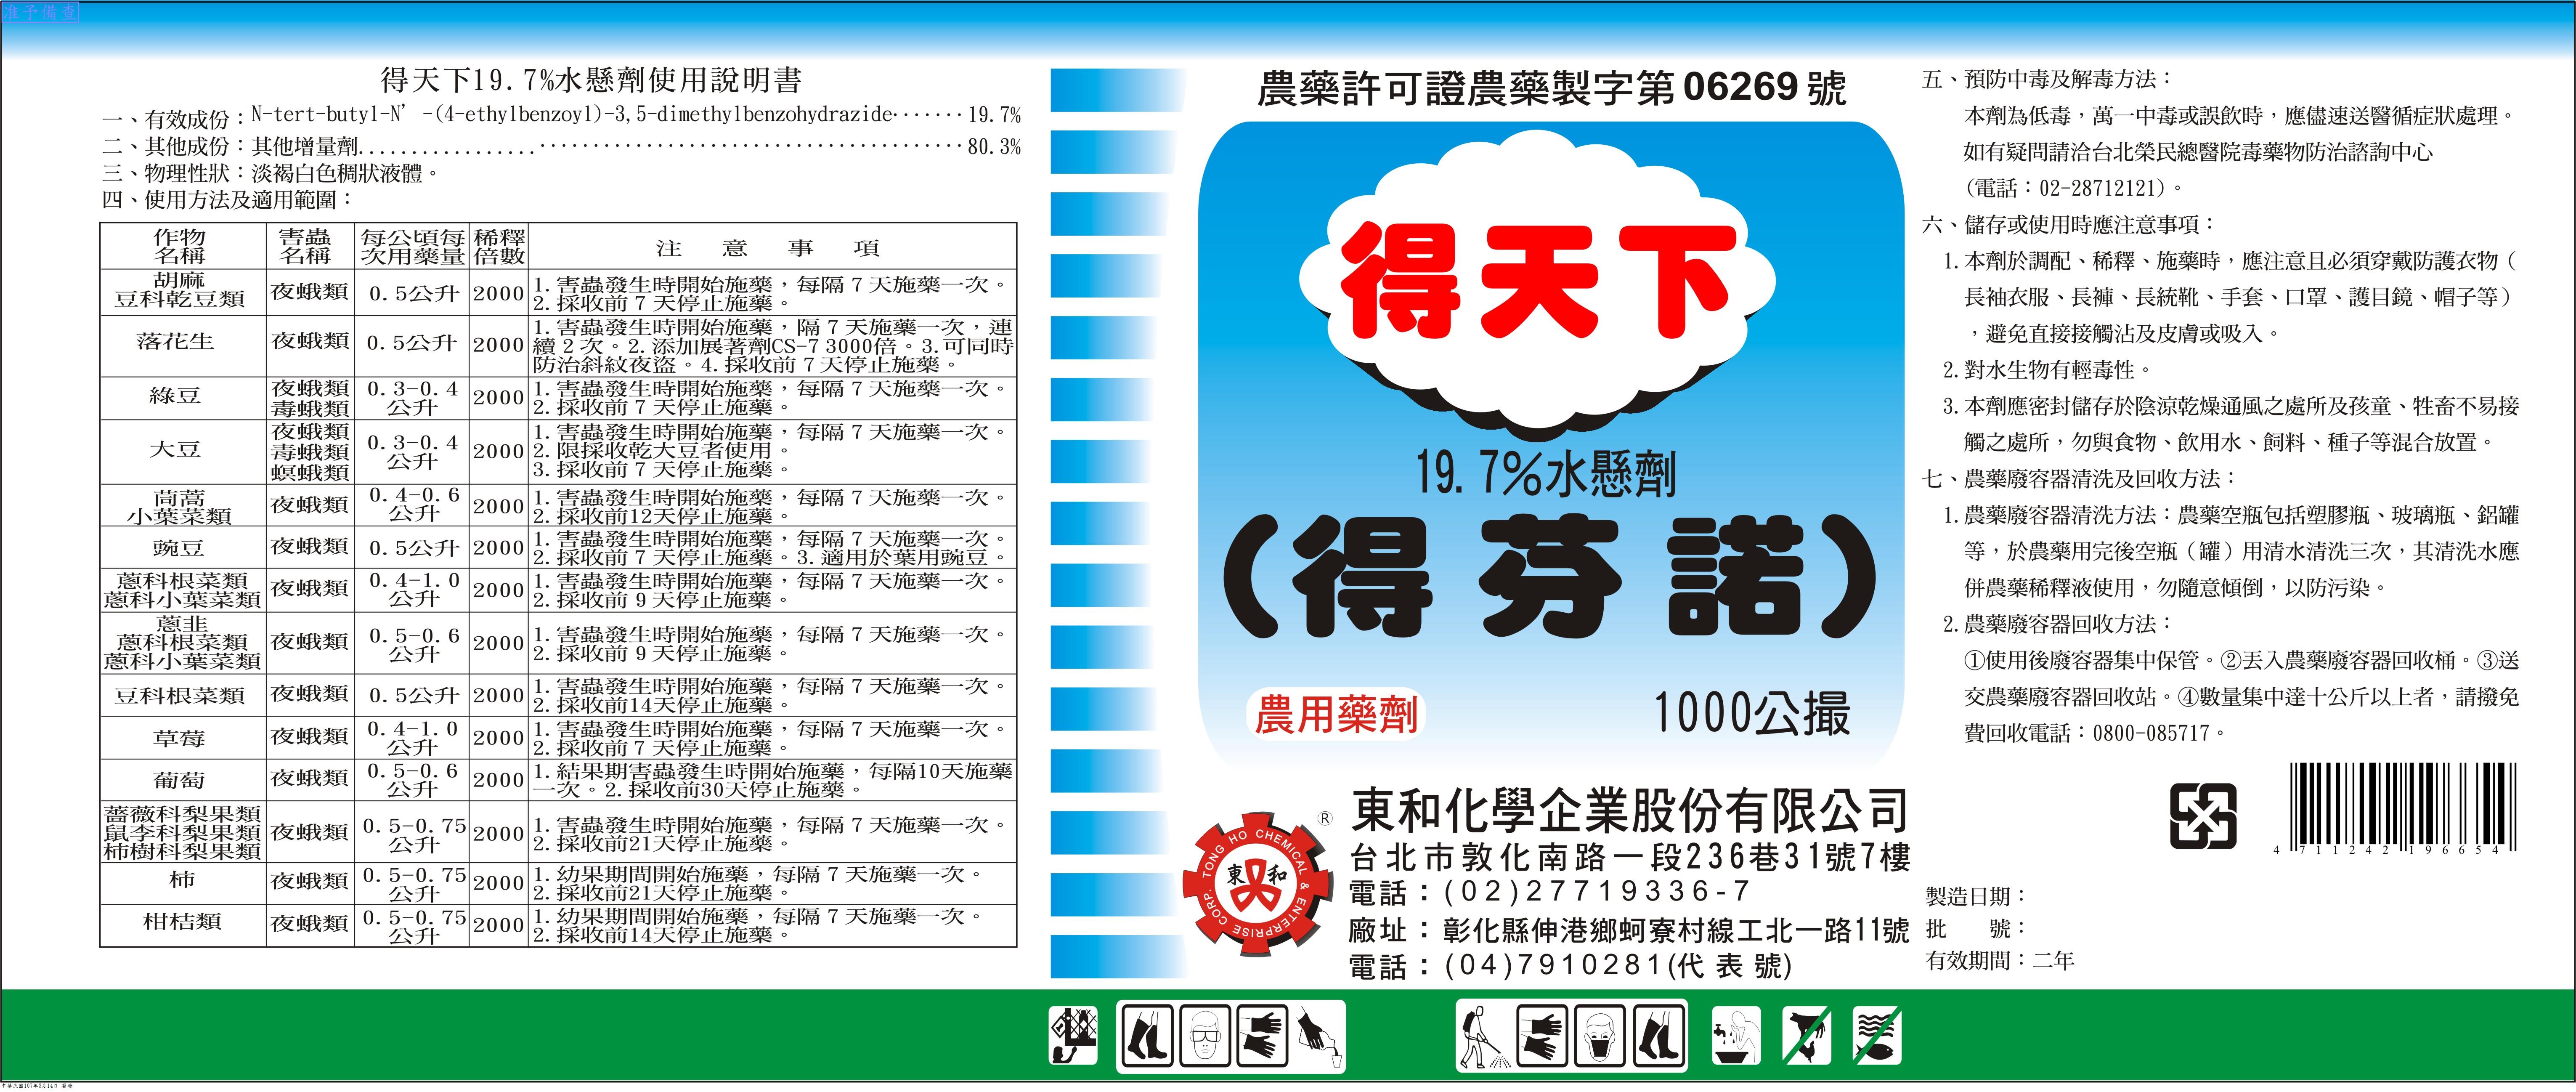 准予備查
得天下19.7%水懸劑使用說明書
一、有效成份：N-tert-butyl-N’-(4-ethylbenzoyl)-3,5-dimethylbenzohydrazide·······19.7%
二、其他成份：其他增量劑.................········································80.3%
三、物理性狀：淡褐白色稠狀液體。
四、使用方法及適用範圍：
作物名稱 害蟲名稱 每公頃每次用藥量 稀釋倍數 注意事項
胡麻
豆科乾豆類 夜蛾類 0.5公升 2000 1.害蟲發生時開始施藥，每隔7天施藥一次。
2.採收前7天停止施藥。
落花生 夜蛾類 0.5公升 2000 1.害蟲發生時開始施藥，隔7天施藥一次，連
續2次。2.添加展著劑CS-7 3000倍。3.可同時
防治斜紋夜盜。4.採收前7天停止施藥。
綠豆 夜蛾類 毒蛾類 0.3-0.4公升 2000 1.害蟲發生時開始施藥，每隔7天施藥一次。
2.採收前7天停止施藥。
大豆 夜蛾類 毒蛾類 螟蛾類 0.3-0.4公升 2000 1.害蟲發生時開始施藥，每隔7天施藥一次。
2.限採收乾大豆者使用。
3.採收前7天停止施藥。
茼蒿
小葉菜類 夜蛾類 0.4-0.6公升 2000 1.害蟲發生時開始施藥，每隔7天施藥一次。
2.採收前12天停止施藥。
豌豆 夜蛾類 0.5公升 2000 1.害蟲發生時開始施藥，每隔7天施藥一次。
2.採收前7天停止施藥。3.適用於葉用豌豆。
蔥科根菜類
蔥科小葉菜類 夜蛾類 0.4-1.0公升 2000 1.害蟲發生時開始施藥，每隔7天施藥一次。
2.採收前9天停止施藥。
蔥韭
蔥科根菜類
蔥科小葉菜類 夜蛾類 0.5-0.6公升 2000 1.害蟲發生時開始施藥，每隔7天施藥一次。
2.採收前9天停止施藥。
豆科根菜類 夜蛾類 0.5公升 2000 1.害蟲發生時開始施藥，每隔7天施藥一次。
2.採收前14天停止施藥。
草莓 夜蛾類 0.4-1.0公升 2000 1.害蟲發生時開始施藥，每隔7天施藥一次。
2.採收前7天停止施藥。
葡萄 夜蛾類 0.5-0.6公升 2000 1.結果期害蟲發生時開始施藥，每隔10天施藥
一次。2.採收前30天停止施藥。
薔薇科梨果類
鼠李科梨果類
柿樹科梨果類 夜蛾類 0.5-0.75公升 2000 1.害蟲發生時開始施藥，每隔7天施藥一次。
2.採收前21天停止施藥。
柿 夜蛾類 0.5-0.75公升 2000 1.幼果期間開始施藥，每隔7天施藥一次。
2.採收前21天停止施藥。
柑桔類 夜蛾類 0.5-0.75公升 2000 1.幼果期間開始施藥，每隔7天施藥一次。
2.採收前14天停止施藥。
農藥許可證農藥製字第06269號
得天下
19.7%水懸劑
(得芬諾)
農用藥劑
1000公撮
TONG HO CHEMICAL & ENTERPRISE CORP.
東和
®
東和化學企業股份有限公司
台北市敦化南路一段236巷31號7樓
電話：(02)27719336-7
廠址：彰化縣伸港鄉蚵寮村線工北一路11號
電話：(04)7910281(代表號)
五、預防中毒及解毒方法：
本劑為低毒，萬一中毒或誤飲時，應儘速送醫循症狀處理。
如有疑問請洽台北榮民總醫院毒藥物防治諮詢中心
(電話：02-28712121)。
六、儲存或使用時應注意事項：
1.本劑於調配、稀釋、施藥時，應注意且必須穿戴防護衣物（
長袖衣服、長褲、長統靴、手套、口罩、護目鏡、帽子等）
，避免直接接觸沾及皮膚或吸入。
2.對水生物有輕毒性。
3.本劑應密封儲存於陰涼乾燥通風之處所及孩童、牲畜不易接
觸之處所，勿與食物、飲用水、飼料、種子等混合放置。
七、農藥廢容器清洗及回收方法：
1.農藥廢容器清洗方法：農藥空瓶包括塑膠瓶、玻璃瓶、鋁罐
等，於農藥用完後空瓶（罐）用清水清洗三次，其清洗水應
併農藥稀釋液使用，勿隨意傾倒，以防污染。
2.農藥廢容器回收方法：
①使用後廢容器集中保管。②丟入農藥廢容器回收桶。③送
交農藥廢容器回收站。④數量集中達十公斤以上者，請撥免
費回收電話：0800-085717。
4 711242 196654
製造日期：
批　　號：
有效期間：二年
中華民國107年3月14日 簽發